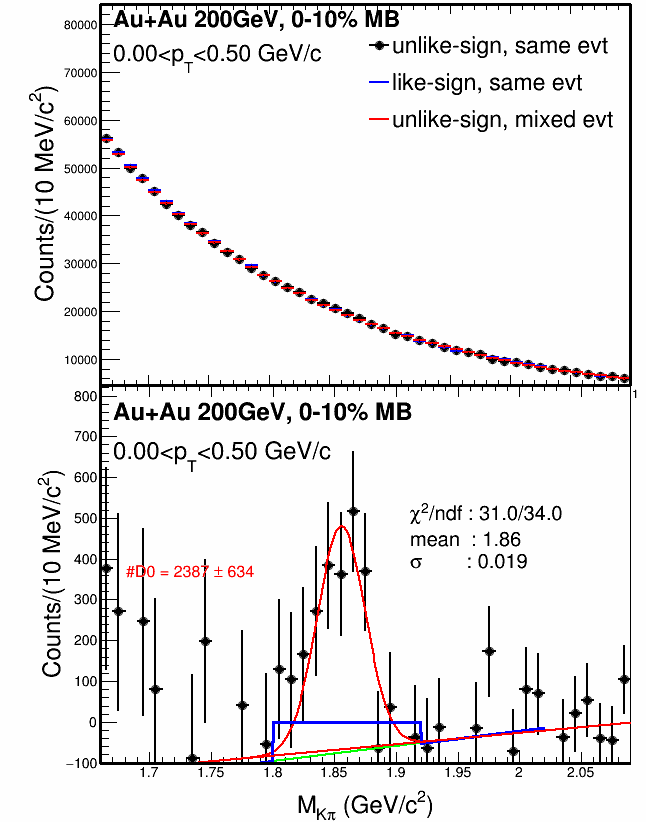 Au+Au 200GeV, 0-10% MB
0.00<p_T<0.50 GeV/c
unlike-sign, same evt
like-sign, same evt
unlike-sign, mixed evt
Counts/(10 MeV/c²)
80000
70000
60000
50000
40000
30000
20000
10000
1
Au+Au 200GeV, 0-10% MB
0.00<p_T<0.50 GeV/c
χ²/ndf : 31.0/34.0
mean : 1.86
σ : 0.019
#D0 = 2387 ± 634
Counts/(10 MeV/c²)
800
700
600
500
400
300
200
100
0
−100
1.7 1.75 1.8 1.85 1.9 1.95 2 2.05
M_Kπ (GeV/c²)